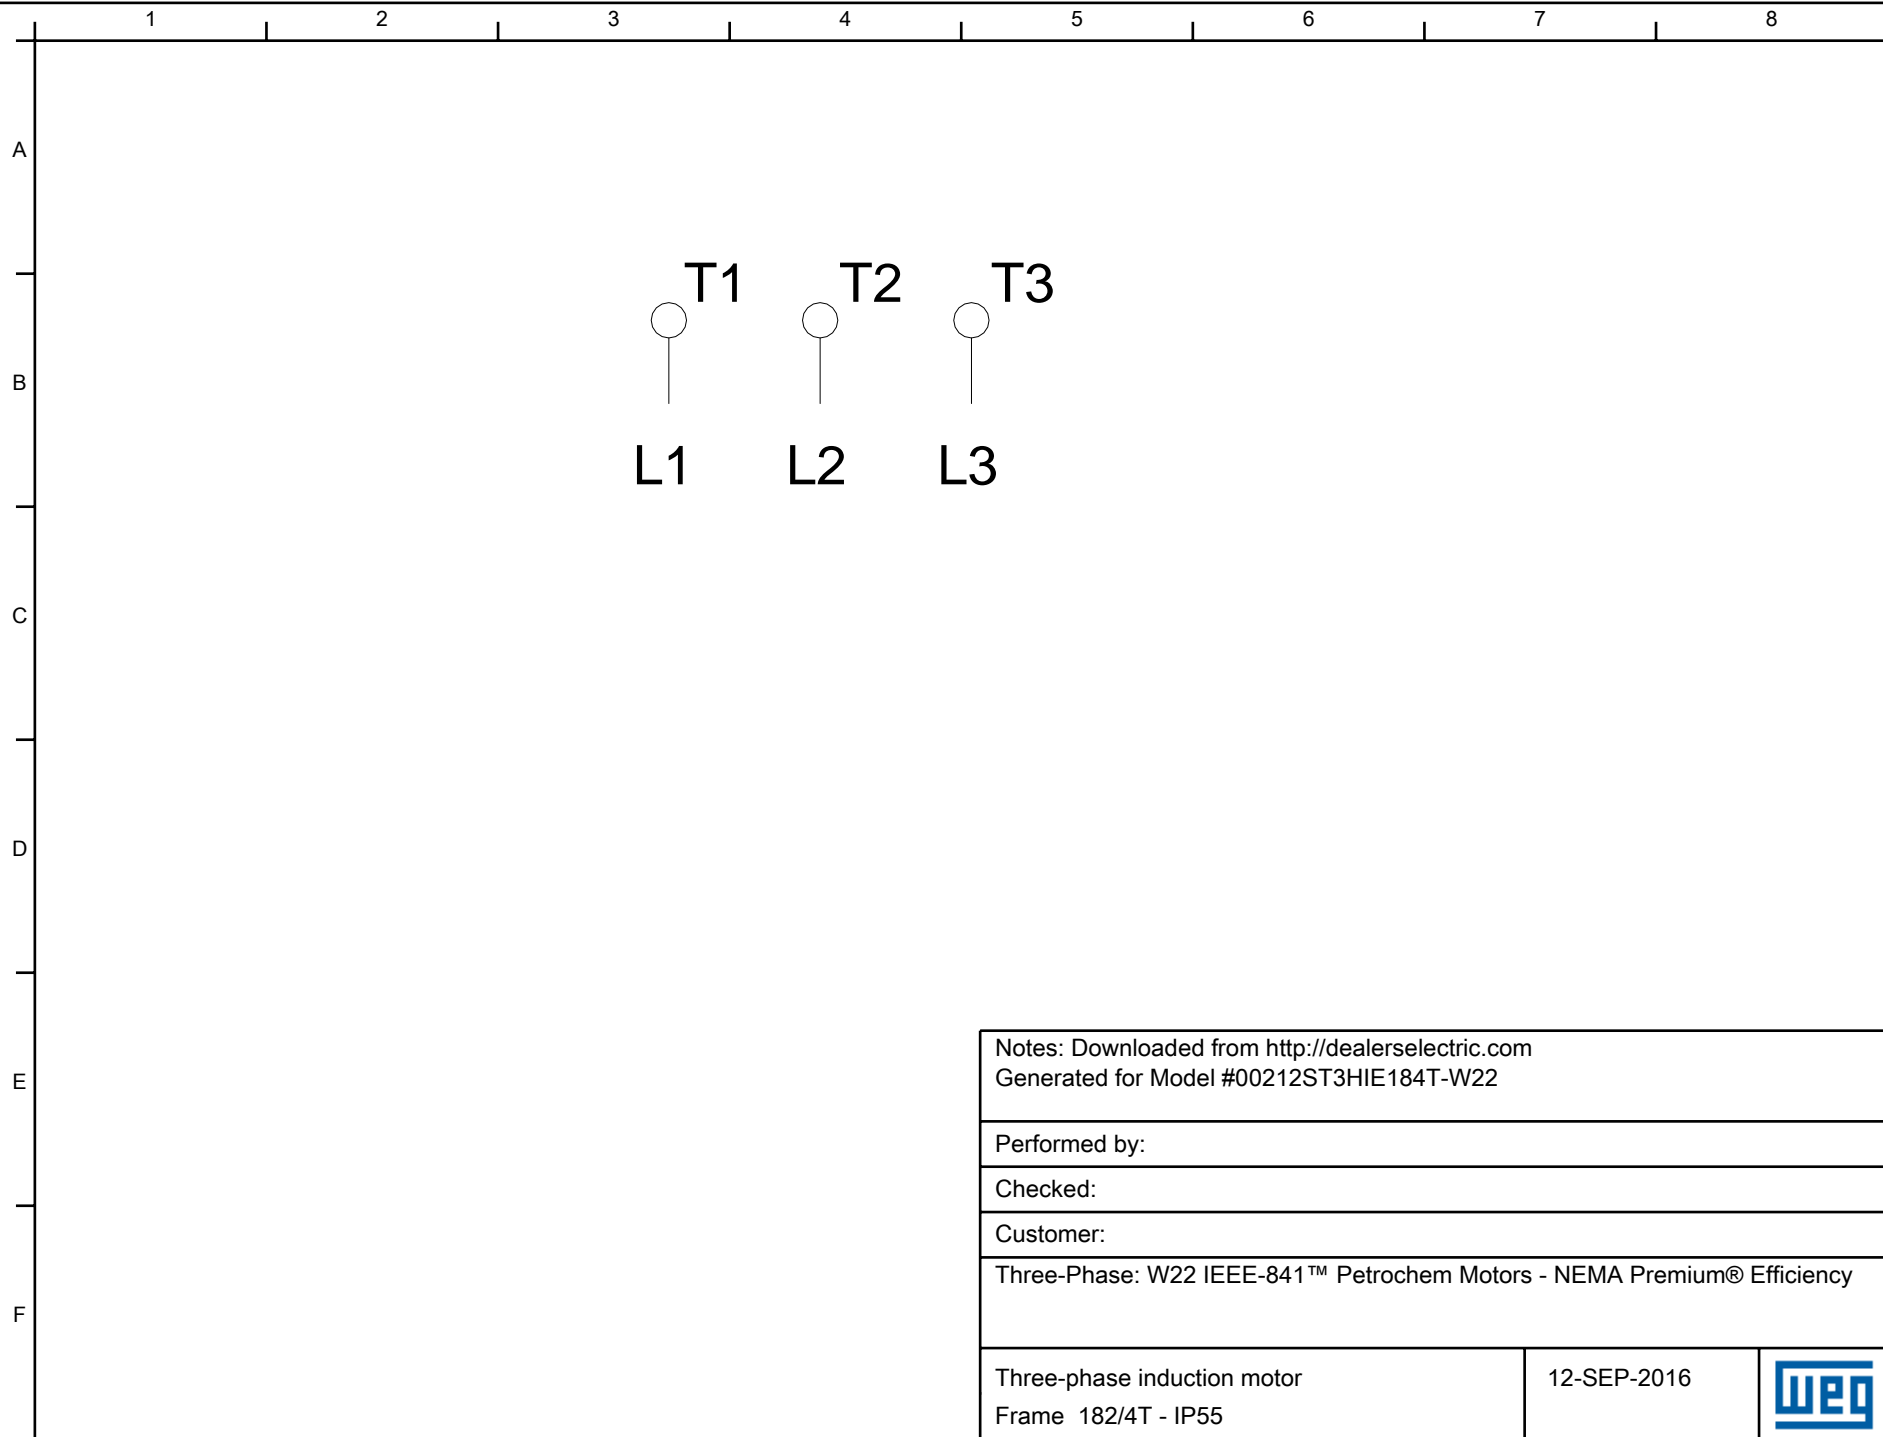 1 2 3 4 5 6 7 8
A
T1 T2 T3
B
L1 L2 L3
C
D
E
Notes: Downloaded from http://dealerselectric.com
Generated for Model #00212ST3HIE184T-W22
Performed by:
Checked:
Customer:
Three-Phase: W22 IEEE-841™ Petrochem Motors - NEMA Premium® Efficiency
F
Three-phase induction motor
12-SEP-2016
Frame 182/4T - IP55
weg